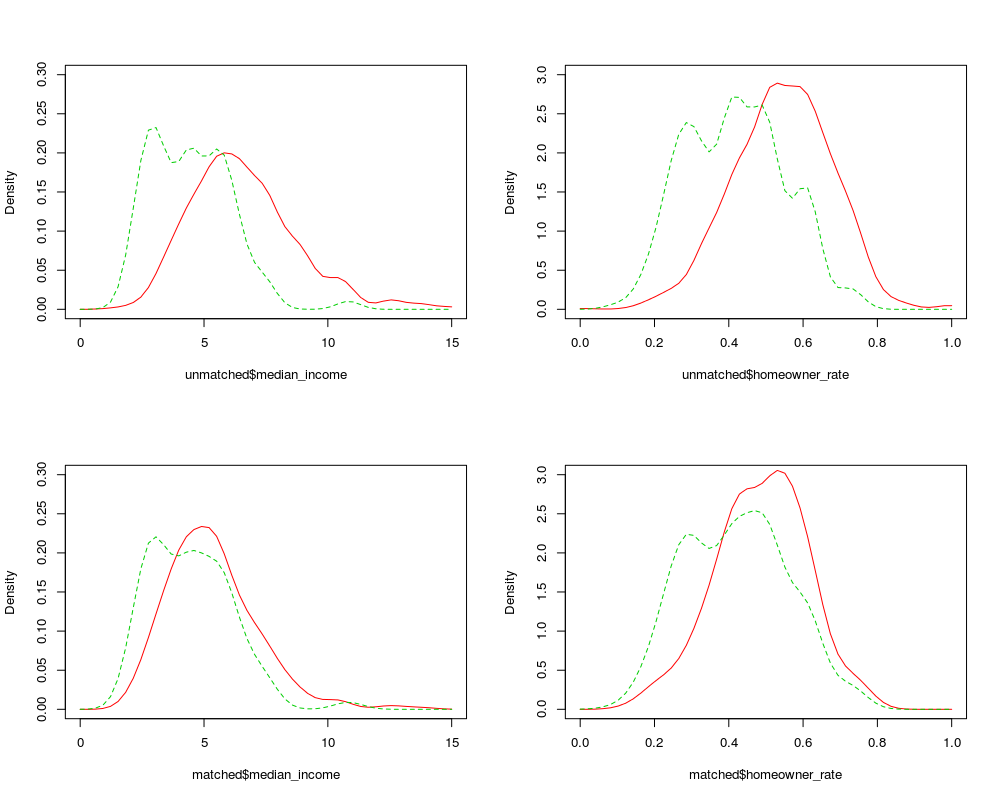 Density
0.00 0.05 0.10 0.15 0.20 0.25 0.30
0 5 10 15
unmatched$median_income
Density
0.0 0.5 1.0 1.5 2.0 2.5 3.0
0.0 0.2 0.4 0.6 0.8 1.0
unmatched$homeowner_rate
Density
0.00 0.05 0.10 0.15 0.20 0.25 0.30
0 5 10 15
matched$median_income
Density
0.0 0.5 1.0 1.5 2.0 2.5 3.0
0.0 0.2 0.4 0.6 0.8 1.0
matched$homeowner_rate